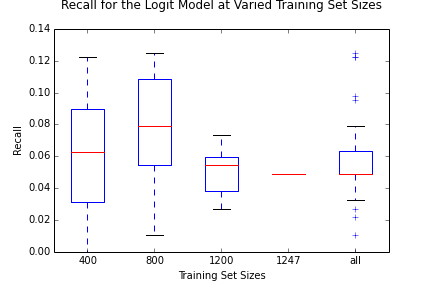 Recall for the Logit Model at Varied Training Set Sizes
0.14
0.12
0.10
0.08
0.06
0.04
0.02
0.00
Recall
400 800 1200 1247 all
Training Set Sizes